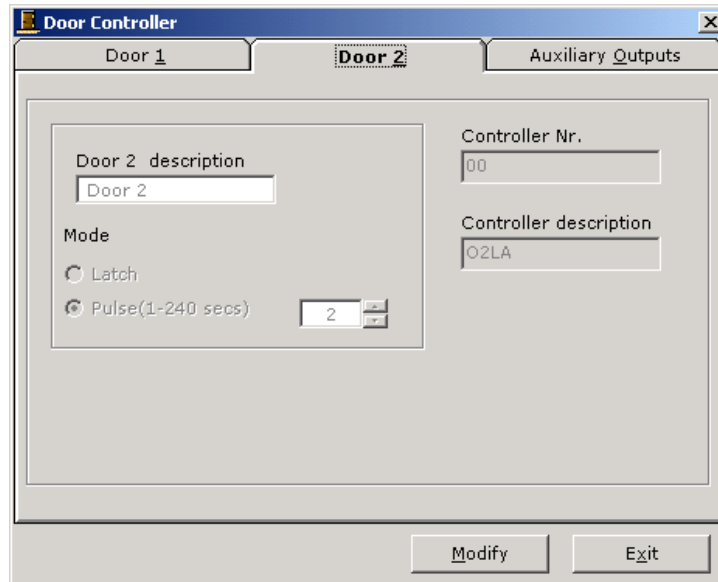 Door Controller
Door 1
Door 2
Auxiliary Outputs
Door 2 description
Door 2
Mode
Latch
Pulse(1-240 secs)
2
Controller Nr.
00
Controller description
O2LA
Modify
Exit